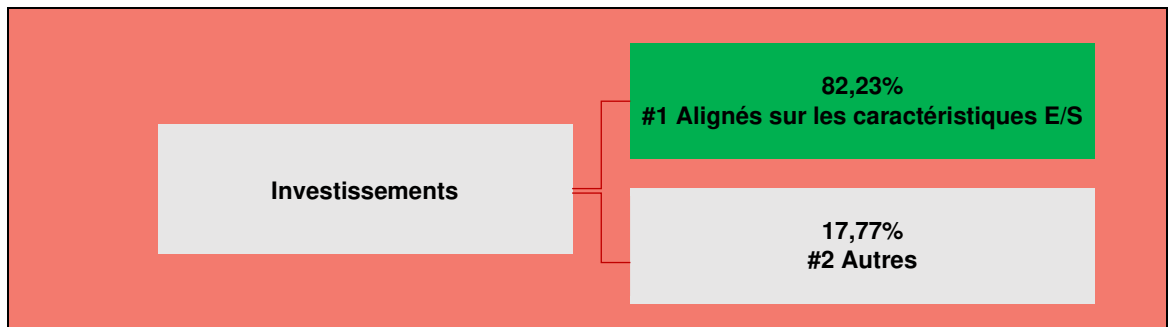 82,23%
#1 Alignés sur les caractéristiques E/S
Investissements
17,77%
#2 Autres